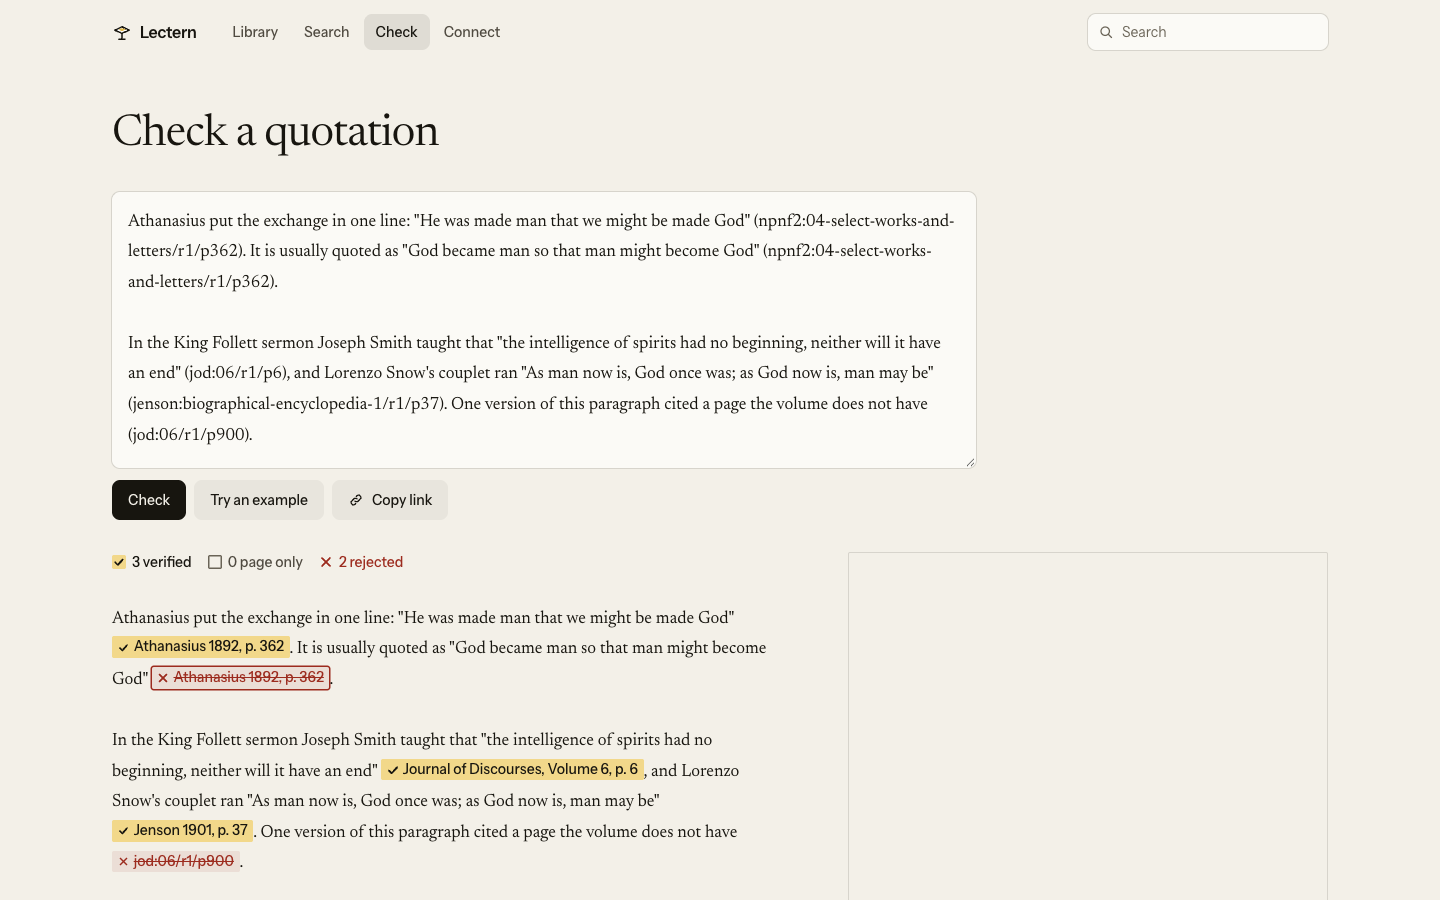 Lectern
Library
Search
Check
Connect
Search
Check a quotation
Athanasius put the exchange in one line: "He was made man that we might be made God" (npnf2:04-select-works-and-
letters/r1/p362). It is usually quoted as "God became man so that man might become God" (npnf2:04-select-works-
and-letters/r1/p362).
In the King Follett sermon Joseph Smith taught that "the intelligence of spirits had no beginning, neither will it have
an end" (jod:06/r1/p6), and Lorenzo Snow's couplet ran "As man now is, God once was; as God now is, man may be"
(jenson:biographical-encyclopedia-1/r1/p37). One version of this paragraph cited a page the volume does not have
(jod:06/r1/p900).
Check
Try an example
Copy link
3 verified
0 page only
2 rejected
Athanasius put the exchange in one line: "He was made man that we might be made God"
Athanasius 1892, p. 362. It is usually quoted as "God became man so that man might become
God" Athanasius 1892, p. 362.
In the King Follett sermon Joseph Smith taught that "the intelligence of spirits had no
beginning, neither will it have an end" Journal of Discourses, Volume 6, p. 6, and Lorenzo
Snow's couplet ran "As man now is, God once was; as God now is, man may be"
Jenson 1901, p. 37. One version of this paragraph cited a page the volume does not have
jod:06/r1/p900.